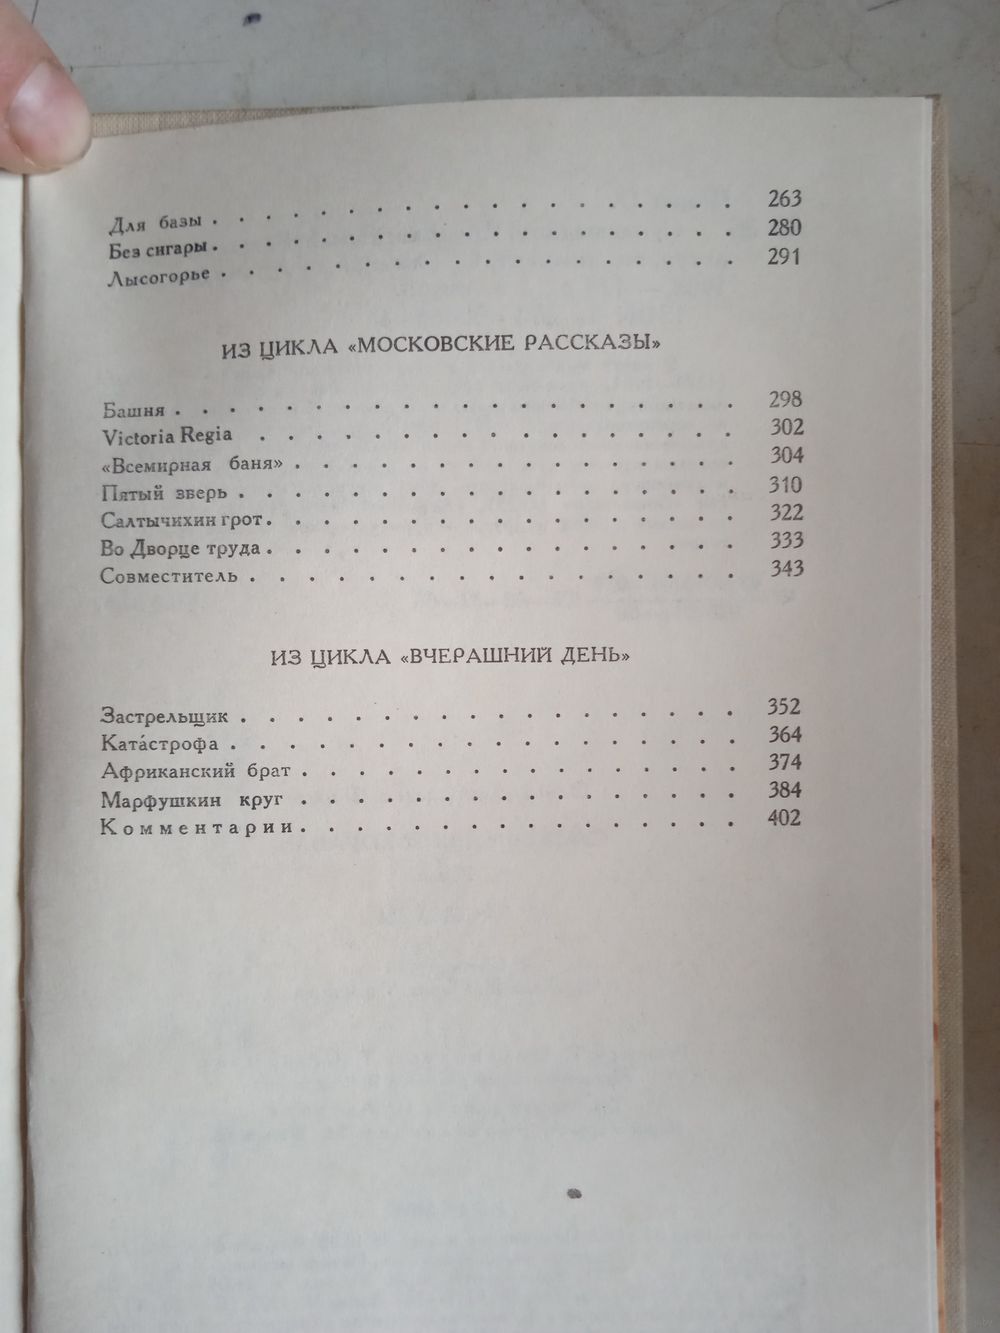 Для базы . . . . . . . . . . . . . . . . . . . . 263
Без сигары . . . . . . . . . . . . . . . . . . . . 280
Лысогорье . . . . . . . . . . . . . . . . . . . 291
ИЗ ЦИКЛА «МОСКОВСКИЕ РАССКАЗЫ»
Башня . . . . . . . . . . . . . . . . . . . . 298
Victoria Regia . . . . . . . . . . . . . . . . . 302
«Всемирная баня» . . . . . . . . . . . . . . . . 304
Пятый зверь . . . . . . . . . . . . . . . . . . 310
Салтычихин грот . . . . . . . . . . . . . . . . . 322
Во Дворце труда . . . . . . . . . . . . . . . . . 333
Совместитель . . . . . . . . . . . . . . . . . . 343
ИЗ ЦИКЛА «ВЧЕРАШНИЙ ДЕНЬ»
Застрельщик . . . . . . . . . . . . . . . . . . 352
Ката́строфа . . . . . . . . . . . . . . . . . . 364
Африканский брат . . . . . . . . . . . . . . . . 374
Марфушкин круг . . . . . . . . . . . . . . . . 384
Комментарии . . . . . . . . . . . . . . . . 402